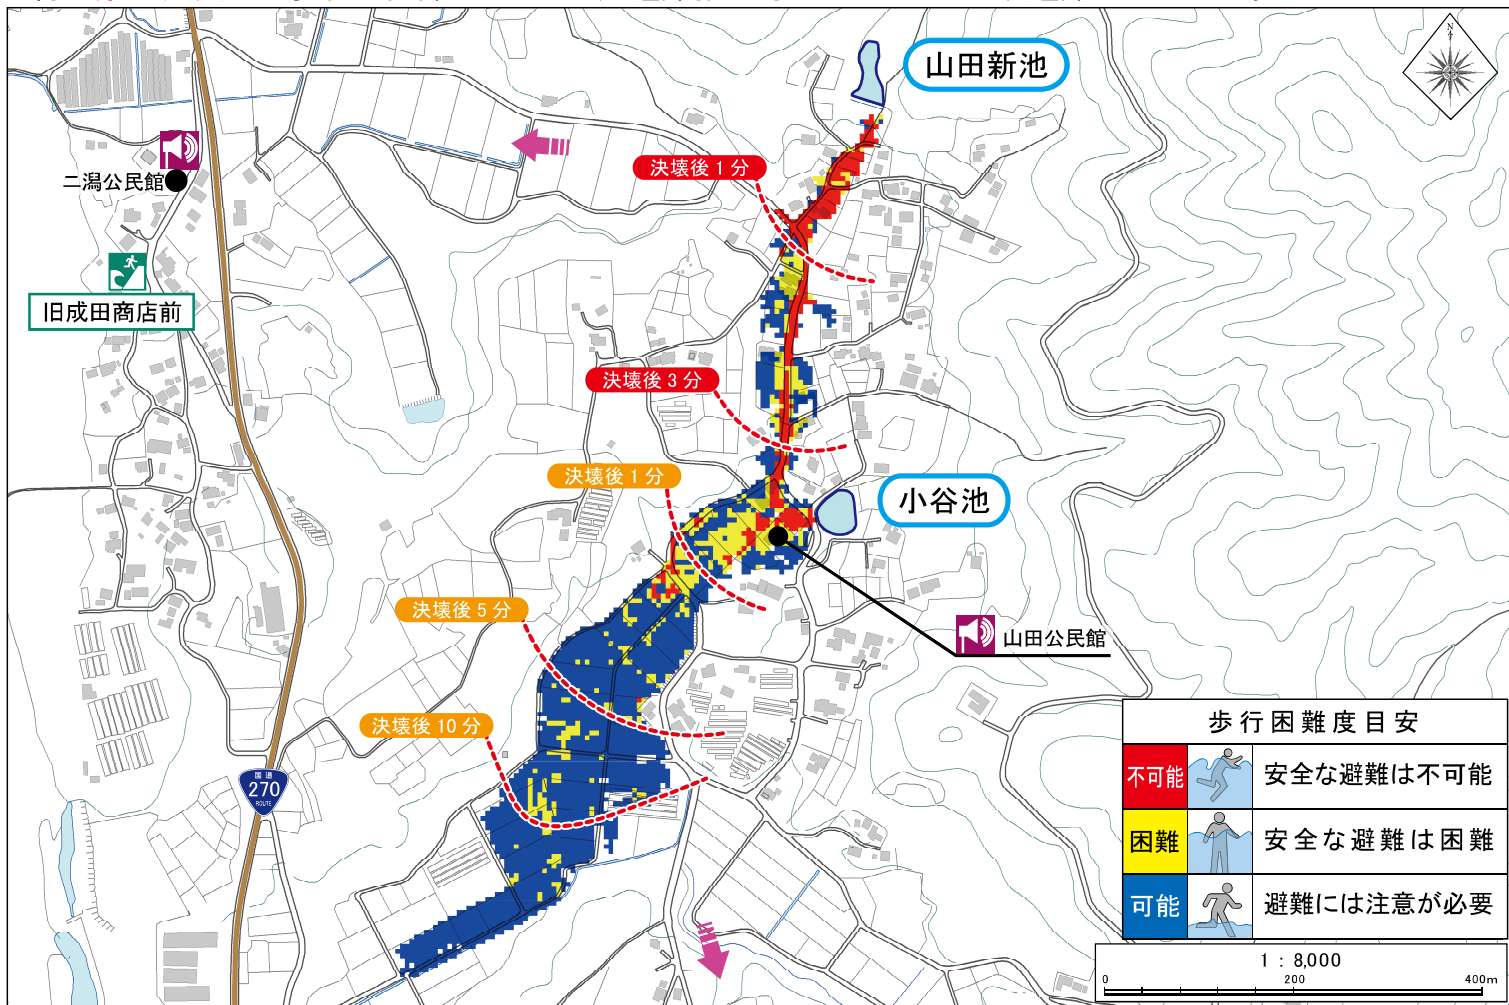 N
山田新池
決壊後１分
二潟公民館
旧成田商店前
決壊後３分
決壊後１分
小谷池
決壊後５分
山田公民館
決壊後10分
国道
270
ROUTE
歩行困難度目安
不可能
安全な避難は不可能
困難
安全な避難は困難
可能
避難には注意が必要
1：8,000
0 200 400m